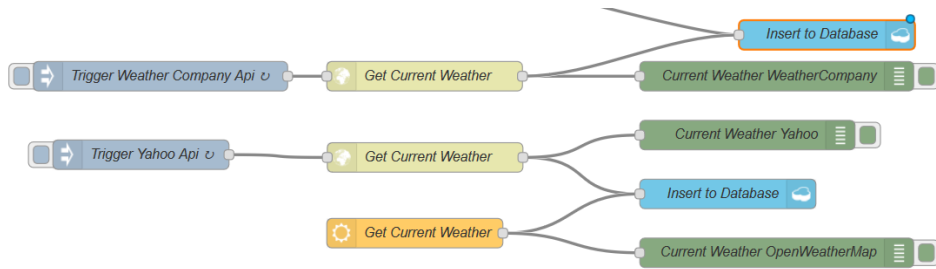 Insert to Database
Trigger Weather Company Api ↻
Get Current Weather
Current Weather WeatherCompany
Current Weather Yahoo
Trigger Yahoo Api ↻
Get Current Weather
Insert to Database
Get Current Weather
Current Weather OpenWeatherMap